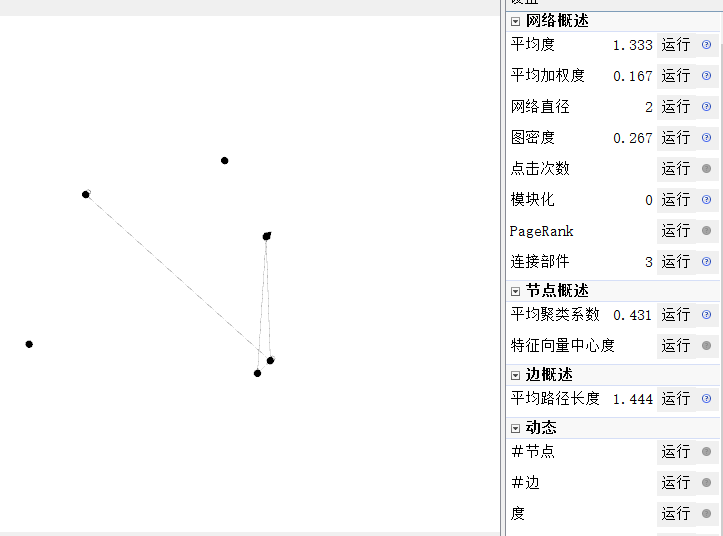 网络概述
平均度 1.333 运行
平均加权度 0.167 运行
网络直径 2 运行
图密度 0.267 运行
点击次数 运行
模块化 0 运行
PageRank 运行
连接部件 3 运行
节点概述
平均聚类系数 0.431 运行
特征向量中心度 运行
边概述
平均路径长度 1.444 运行
动态
#节点 运行
#边 运行
度 运行